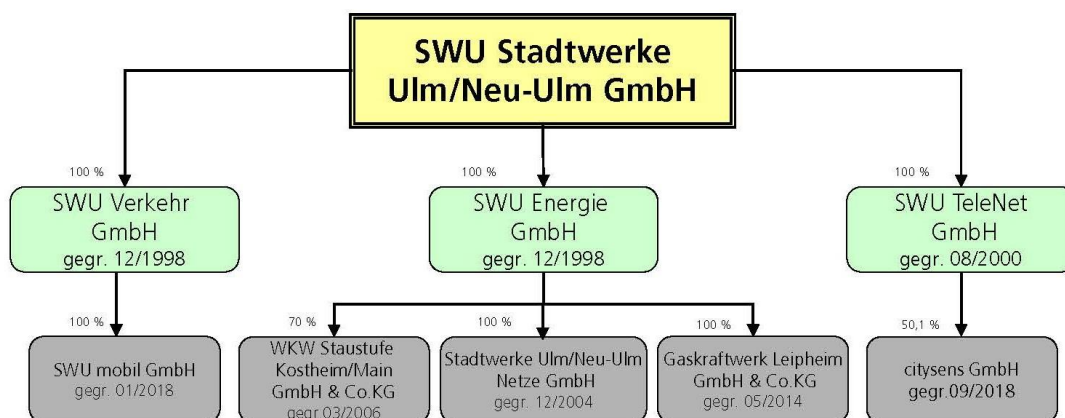 SWU Stadtwerke
Ulm/Neu-Ulm GmbH
100 %
100 %
100 %
SWU Verkehr
GmbH
gegr. 12/1998
SWU Energie
GmbH
gegr. 12/1998
SWU TeleNet
GmbH
gegr. 08/2000
100 %
70 %
100 %
100 %
50,1 %
SWU mobil GmbH
gegr. 01/2018
WKW Staustufe
Kostheim/Main
GmbH & Co.KG
gegr 03/2006
Stadtwerke Ulm/Neu-Ulm
Netze GmbH
gegr. 12/2004
Gaskraftwerk Leipheim
GmbH & Co.KG
gegr. 05/2014
citysens GmbH
gegr.09/2018